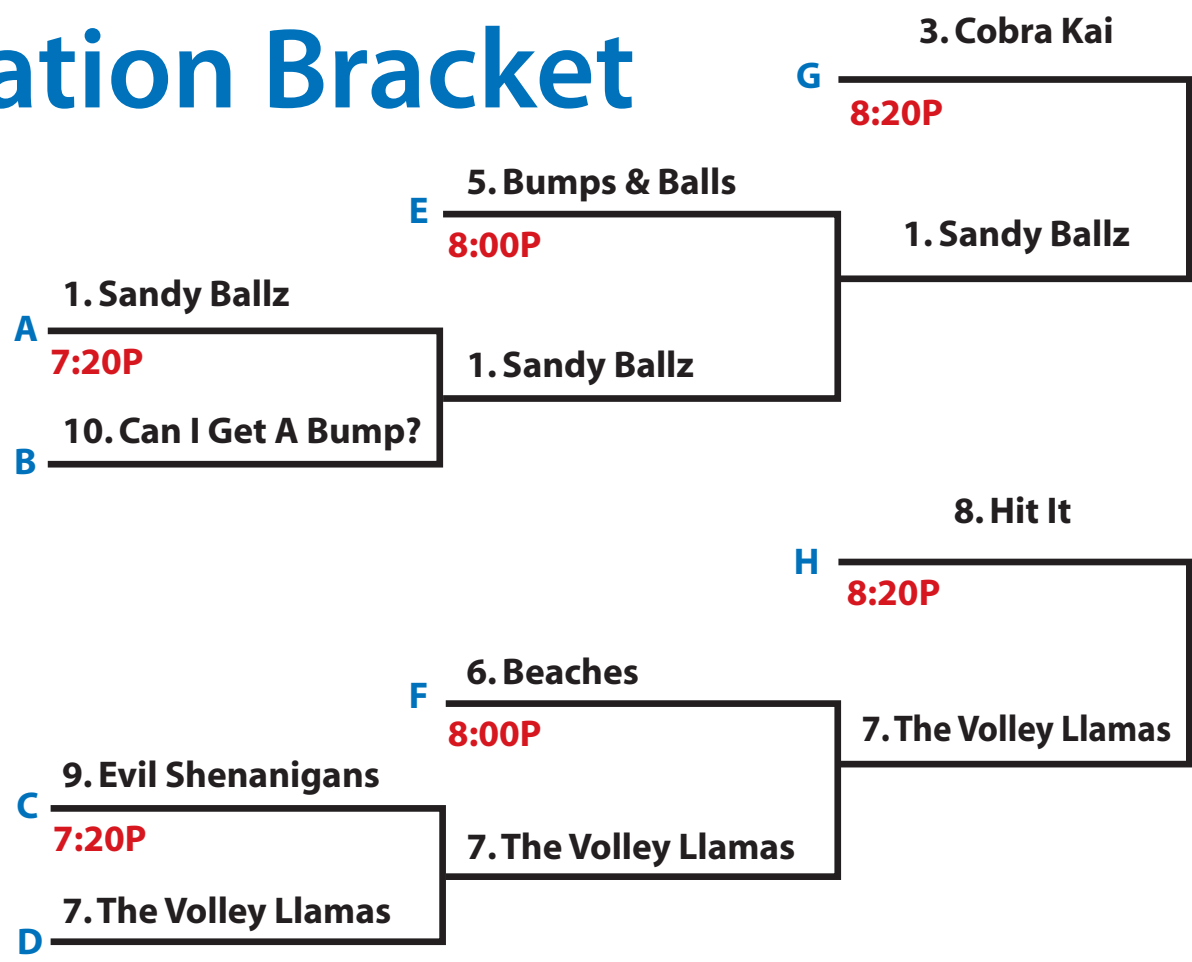 ation Bracket
3. Cobra Kai
G
8:20P
5. Bumps & Balls
E
8:00P
1. Sandy Ballz
1. Sandy Ballz
A
7:20P
1. Sandy Ballz
10. Can I Get A Bump?
B
8. Hit It
H
8:20P
6. Beaches
F
8:00P
7. The Volley Llamas
9. Evil Shenanigans
C
7:20P
7. The Volley Llamas
7. The Volley Llamas
D